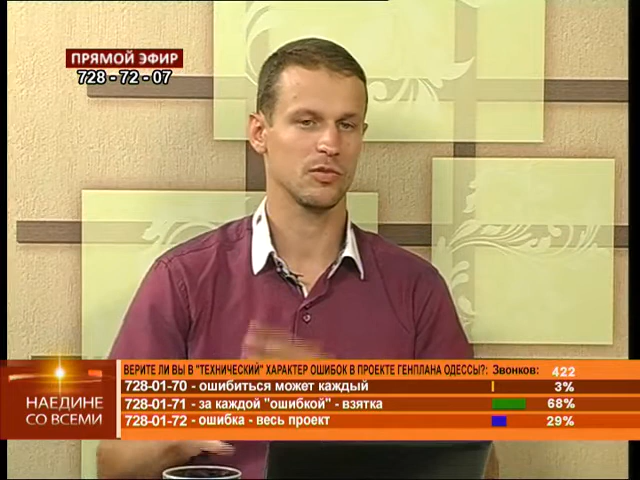 ПРЯМОЙ ЭФИР
728 - 72 - 07
ВЕРИТЕ ЛИ ВЫ В "ТЕХНИЧЕСКИЙ" ХАРАКТЕР ОШИБОК В ПРОЕКТЕ ГЕНПЛАНА ОДЕССЫ?: Звонков: 422
728-01-70 - ошибиться может каждый 3%
728-01-71 - за каждой "ошибкой" - взятка 68%
728-01-72 - ошибка - весь проект 29%
НАЕДИНЕ
СО ВСЕМИ